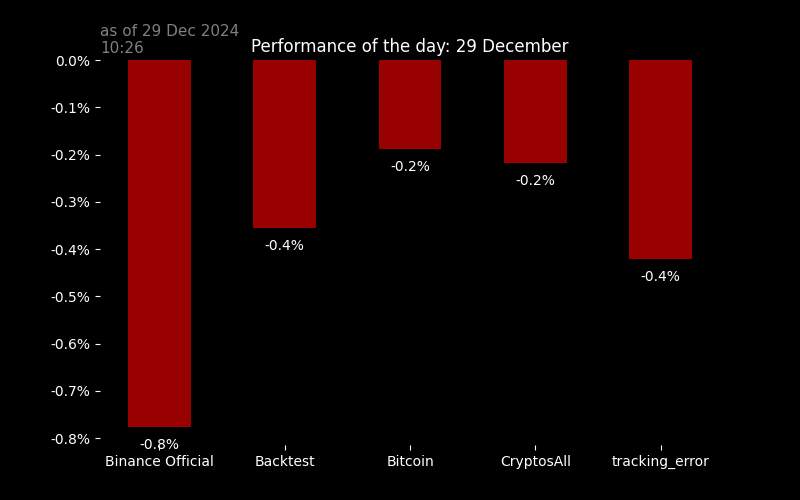 as of 29 Dec 2024
10:26
Performance of the day: 29 December
0.0%
-0.1%
-0.2%
-0.3%
-0.4%
-0.5%
-0.6%
-0.7%
-0.8%
-0.8%
-0.4%
-0.2%
-0.2%
-0.4%
Binance Official
Backtest
Bitcoin
CryptosAll
tracking_error